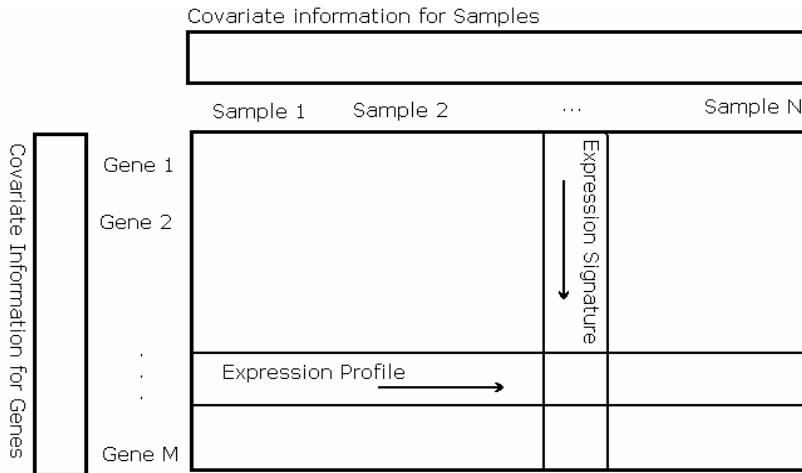 Covariate information for Samples
Sample 1 Sample 2 ... Sample N
Covariate Information for Genes
Gene 1
Gene 2
Expression Signature
.
.
.
Expression Profile
Gene M